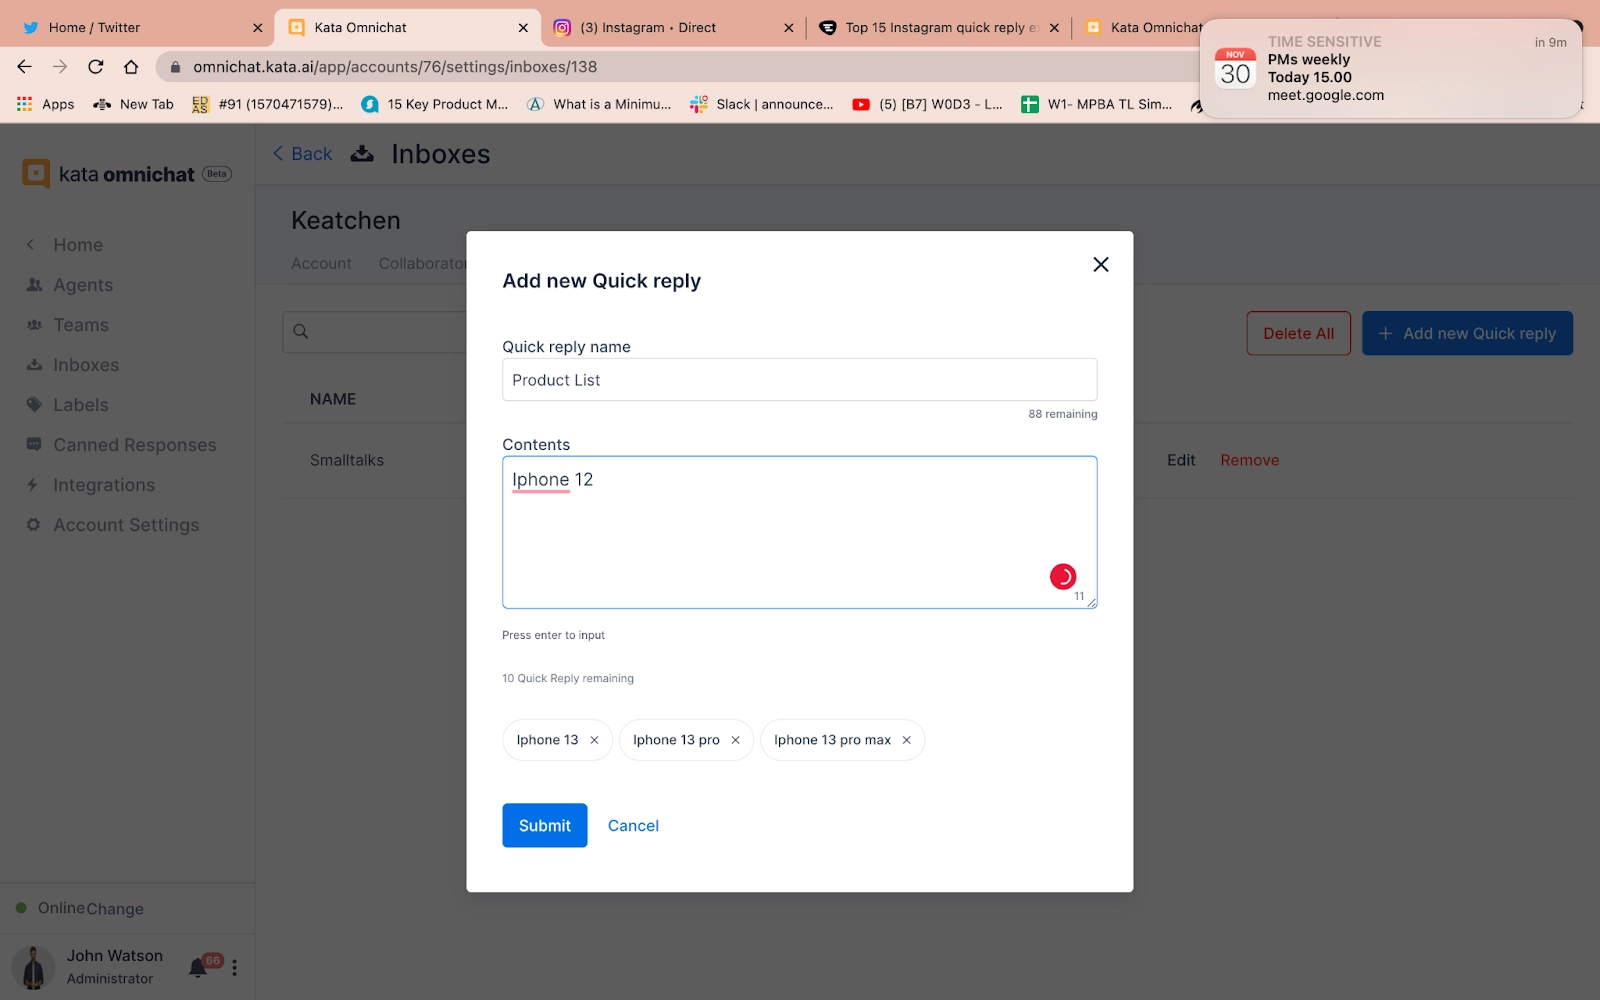 Home / Twitter
Kata Omnichat
(3) Instagram • Direct
Top 15 Instagram quick reply e
Kata Omnicha
TIME SENSITIVE
in 9m
NOV
30
PMs weekly
Today 15.00
meet.google.com
omnichat.kata.ai/app/accounts/76/settings/inboxes/138
Apps
New Tab
EDAS
#91 (1570471579)...
15 Key Product M...
What is a Minimu...
Slack | announce...
(5) [B7] W0D3 - L...
W1- MPBA TL Sim...
kata omnichat Beta
Back
Inboxes
Keatchen
Home
Account
Collaborator
Agents
Teams
Inboxes
Labels
Canned Responses
Integrations
Account Settings
Delete All
+ Add new Quick reply
NAME
Smalltalks
Edit
Remove
Add new Quick reply
Quick reply name
Product List
88 remaining
Contents
Iphone 12
11
Press enter to input
10 Quick Reply remaining
Iphone 13 ×
Iphone 13 pro ×
Iphone 13 pro max ×
Submit
Cancel
Online Change
John Watson
Administrator
66